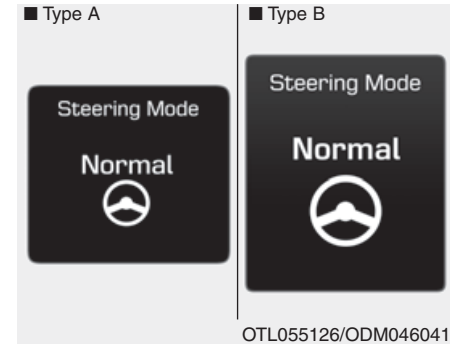 ■ Type A
Steering Mode
Normal
■ Type B
Steering Mode
Normal
OTL055126/ODM046041